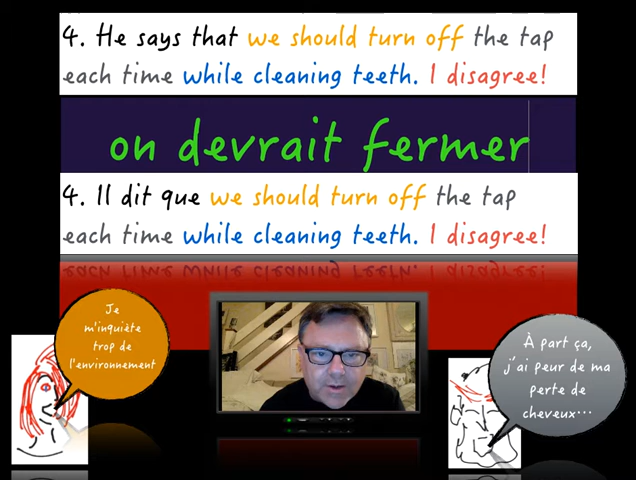 4. He says that we should turn off the tap
each time while cleaning teeth. I disagree!
on devrait fermer
4. Il dit que we should turn off the tap
each time while cleaning teeth. I disagree!
Je
m'inquiète
trop de
l'environnement
À part ça,
j'ai peur de ma
perte de
cheveux...